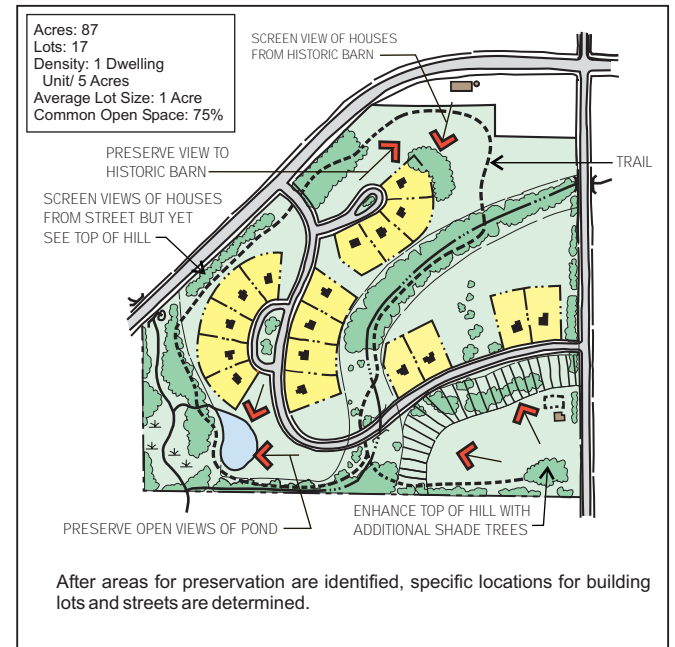 Acres: 87
Lots: 17
Density: 1 Dwelling
Unit/ 5 Acres
Average Lot Size: 1 Acre
Common Open Space: 75%
SCREEN VIEW OF HOUSES
FROM HISTORIC BARN
PRESERVE VIEW TO
HISTORIC BARN
TRAIL
SCREEN VIEWS OF HOUSES
FROM STREET BUT YET
SEE TOP OF HILL
PRESERVE OPEN VIEWS OF POND
ENHANCE TOP OF HILL WITH
ADDITIONAL SHADE TREES
After areas for preservation are identified, specific locations for building
lots and streets are determined.